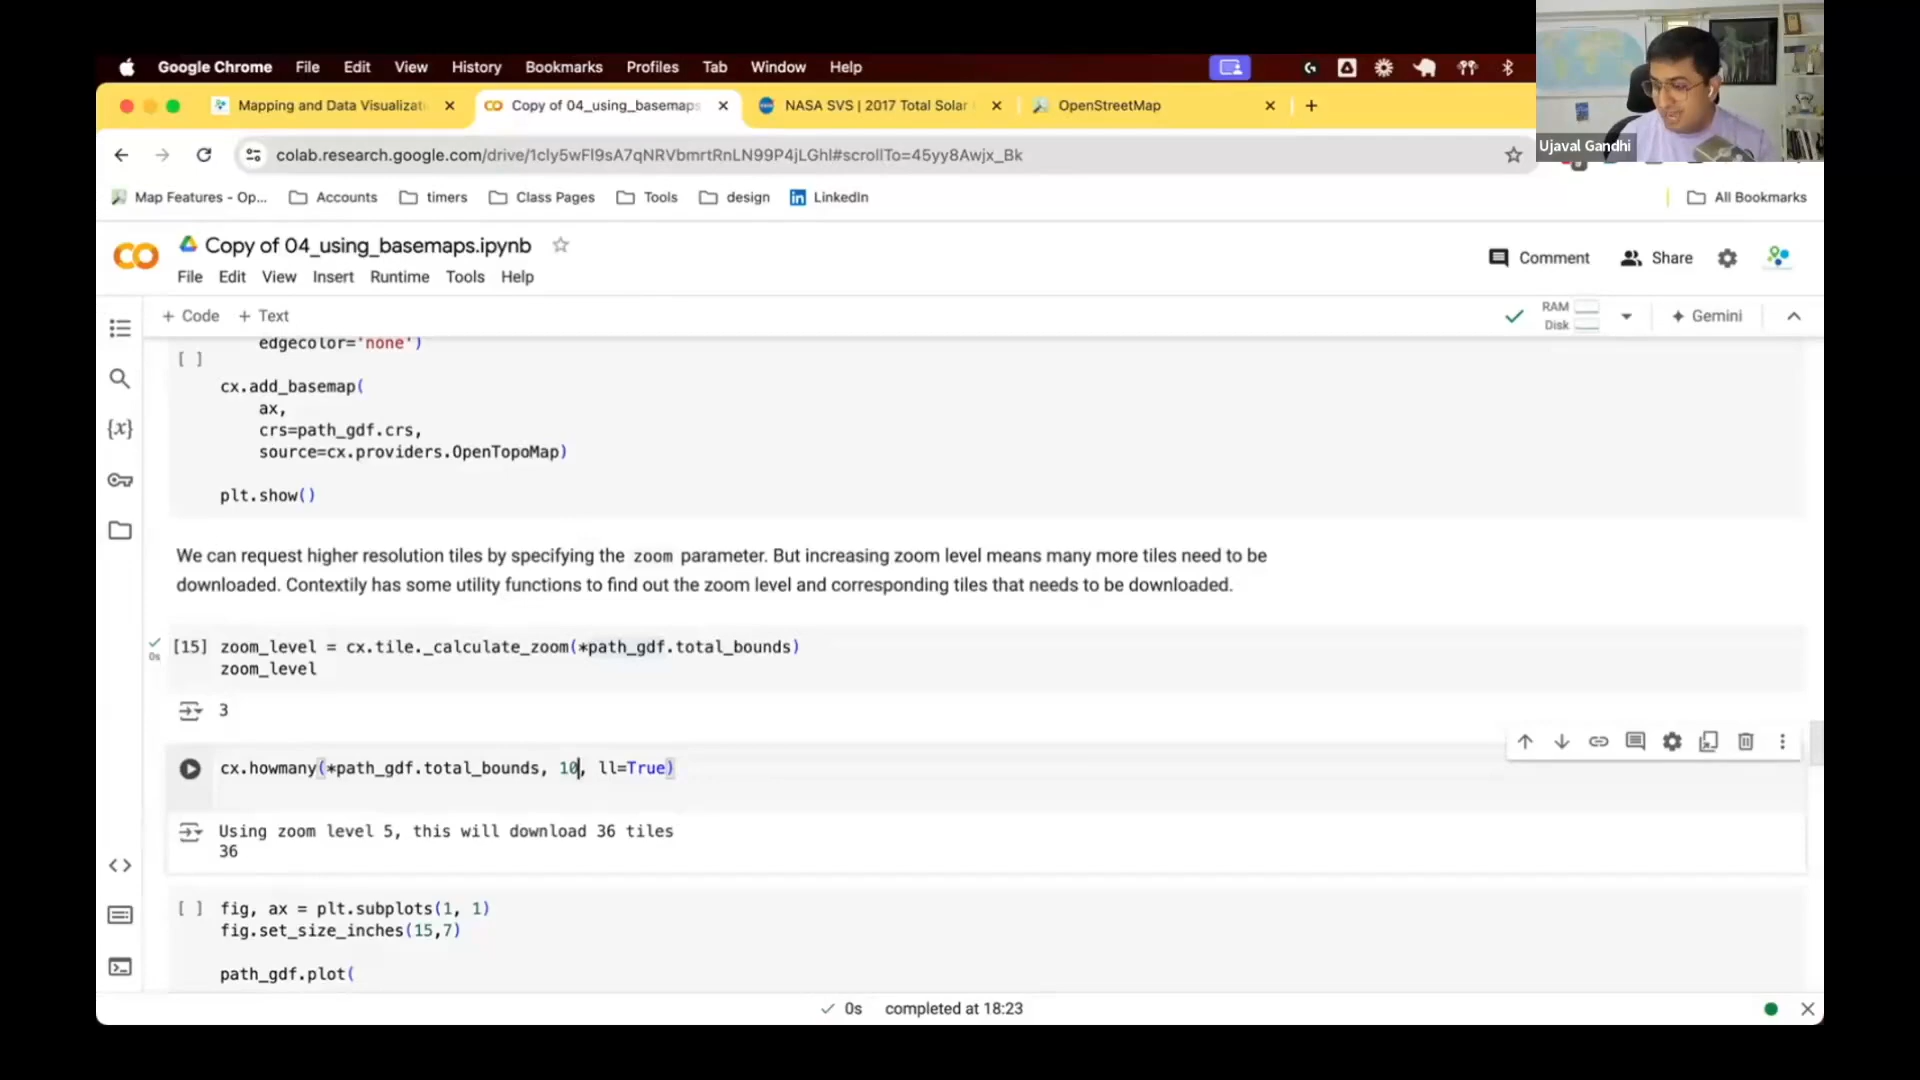 Google Chrome File Edit View History Bookmarks Profiles Tab Window Help
Mapping and Data Visualizat
Copy of 04_using_basemaps
NASA SVS | 2017 Total Solar
OpenStreetMap
Ujaval Gandhi
colab.research.google.com/drive/1cly5wFl9sA7qNRVbmrtRnLN99P4jLGhl#scrollTo=45yy8Awjx_Bk
Map Features - Op... Accounts timers Class Pages Tools design LinkedIn All Bookmarks
Copy of 04_using_basemaps.ipynb
Comment Share
File Edit View Insert Runtime Tools Help
+ Code + Text
RAM
Disk
Gemini
edgecolor='none')
[ ]
cx.add_basemap(
ax,
crs=path_gdf.crs,
source=cx.providers.OpenTopoMap)
plt.show()
We can request higher resolution tiles by specifying the zoom parameter. But increasing zoom level means many more tiles need to be
downloaded. Contextily has some utility functions to find out the zoom level and corresponding tiles that needs to be downloaded.
[15] zoom_level = cx.tile._calculate_zoom(*path_gdf.total_bounds)
0s
zoom_level
3
cx.howmany(*path_gdf.total_bounds, 10, ll=True)
Using zoom level 5, this will download 36 tiles
36
[ ] fig, ax = plt.subplots(1, 1)
fig.set_size_inches(15,7)
path_gdf.plot(
0s completed at 18:23